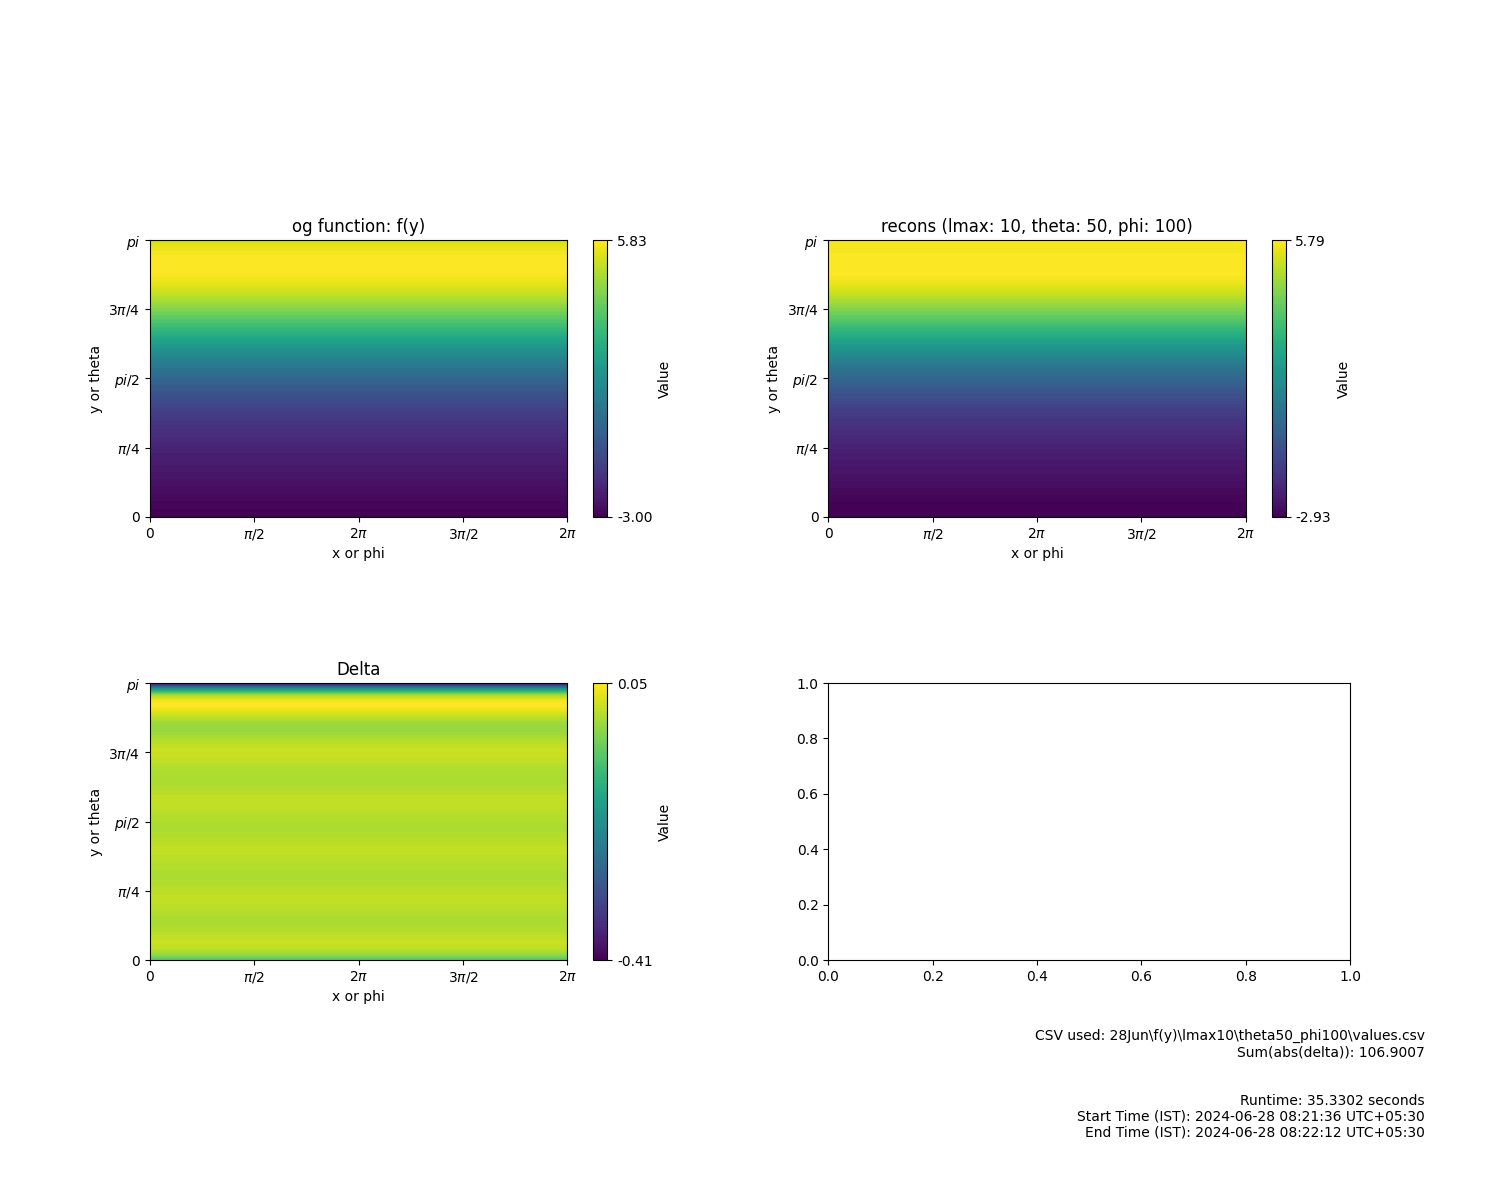 og function: f(y)
pi
3π/4
pi/2
π/4
0
y or theta
0 π/2 2π 3π/2 2π
x or phi
5.83
-3.00
Value
recons (lmax: 10, theta: 50, phi: 100)
pi
3π/4
pi/2
π/4
0
y or theta
0 π/2 2π 3π/2 2π
x or phi
5.79
-2.93
Value
Delta
pi
3π/4
pi/2
π/4
0
y or theta
0 π/2 2π 3π/2 2π
x or phi
0.05
-0.41
Value
1.0
0.8
0.6
0.4
0.2
0.0
0.0 0.2 0.4 0.6 0.8 1.0
CSV used: 28Jun\f(y)\lmax10\theta50_phi100\values.csv
Sum(abs(delta)): 106.9007
Runtime: 35.3302 seconds
Start Time (IST): 2024-06-28 08:21:36 UTC+05:30
End Time (IST): 2024-06-28 08:22:12 UTC+05:30